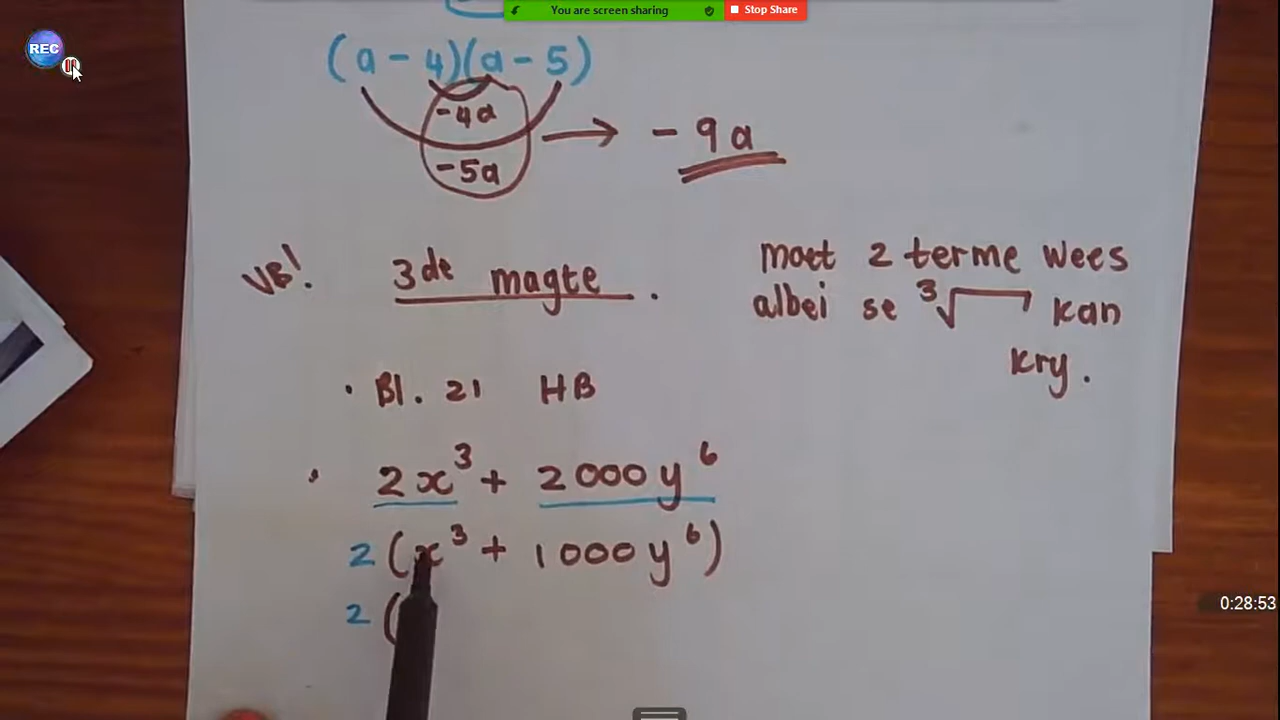 You are screen sharing
Stop Share
REC
(a - 4)(a - 5)
-4a
-5a
→ - 9a
VB!
3de magte.
moet 2 terme wees
albei se ∛ kan
kry.
• Bl. 21 HB
• 2x³ + 2000y⁶
2(x³ + 1000y⁶)
2(
0:28:53